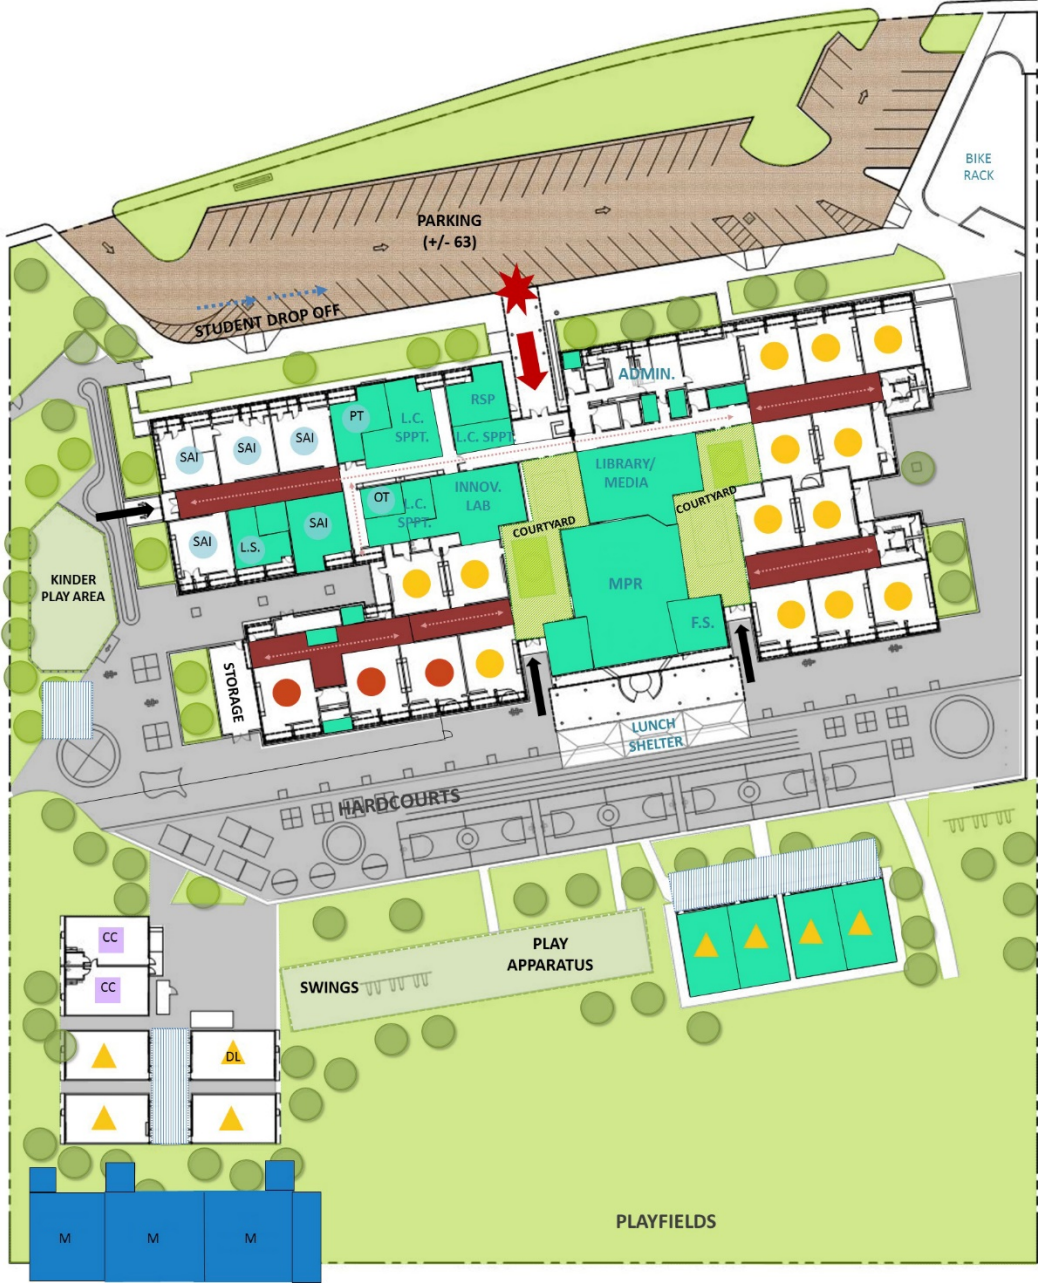 BIKE
RACK
PARKING
(+/- 63)
STUDENT DROP OFF
ADMIN.
RSP
PT
L.C.
SPPT.
L.C. SPPT.
SAI
SAI
SAI
LIBRARY/
MEDIA
INNOV.
LAB
OT
L.C.
SPPT.
COURTYARD
COURTYARD
SAI
SAI
L.S.
KINDER
PLAY AREA
MPR
F.S.
STORAGE
LUNCH
SHELTER
HARDCOURTS
CC
CC
PLAY
APPARATUS
SWINGS
DL
PLAYFIELDS
M
M
M